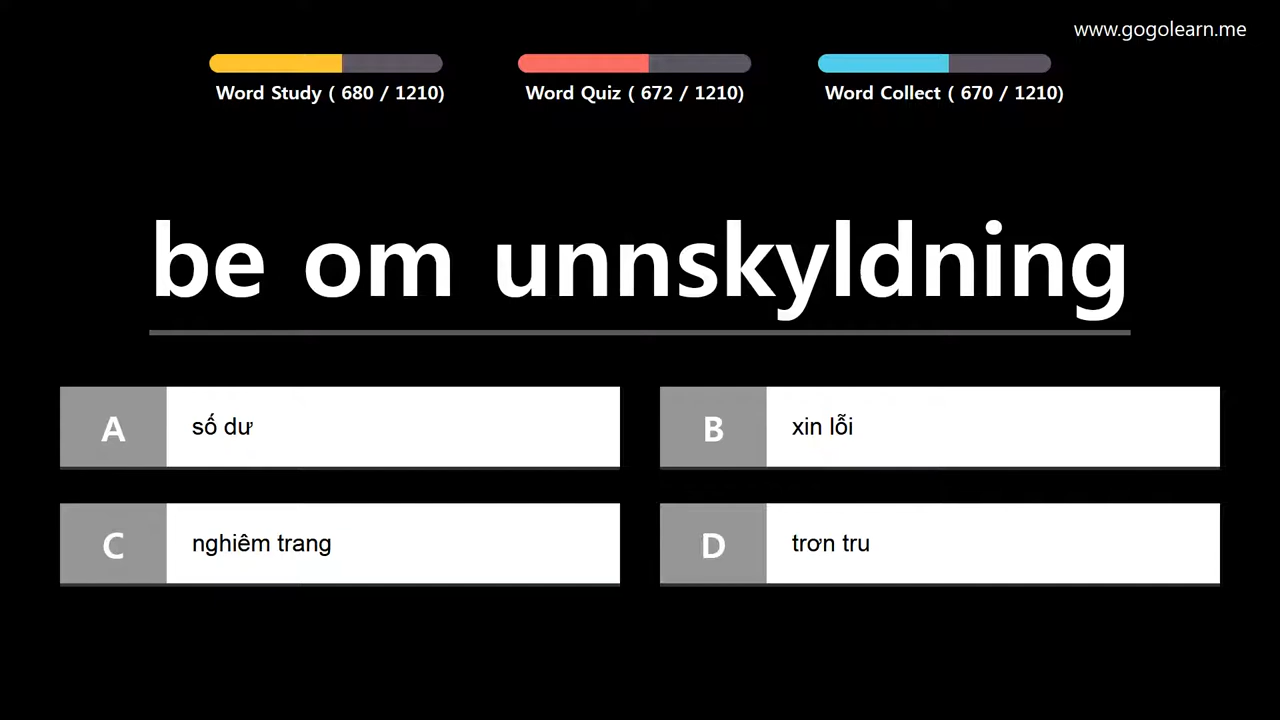 www.gogolearn.me
Word Study ( 680 / 1210)
Word Quiz ( 672 / 1210)
Word Collect ( 670 / 1210)
be om unnskyldning
A số dư
B xin lỗi
C nghiêm trang
D trơn tru